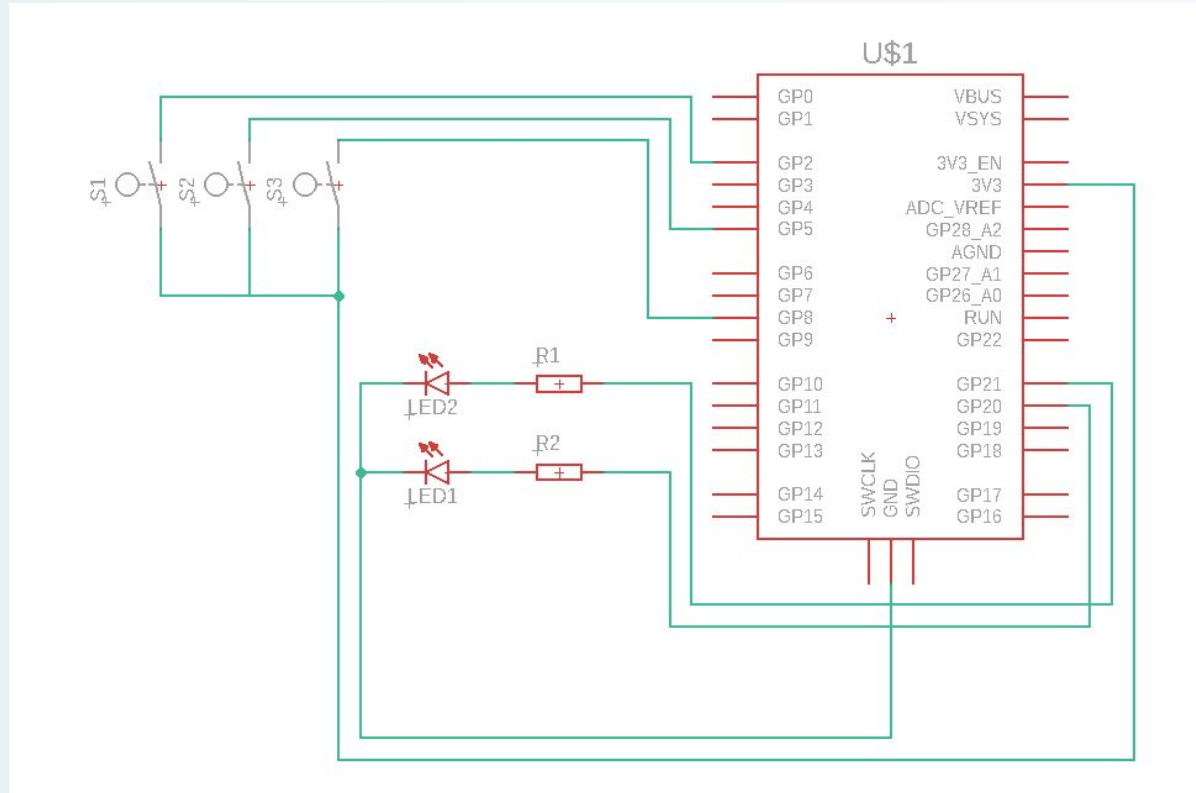 U$1
GP0 VBUS
GP1 VSYS
GP2 3V3_EN
GP3 3V3
GP4 ADC_VREF
GP5 GP28_A2
AGND
GP6 GP27_A1
GP7 GP26_A0
GP8 RUN
GP9 GP22
GP10 GP21
GP11 GP20
GP12 GP19
GP13 GP18
GP14 GP17
GP15 GP16
SWCLK
GND
SWDIO
S1
S2
S3
R1
LED2
R2
LED1